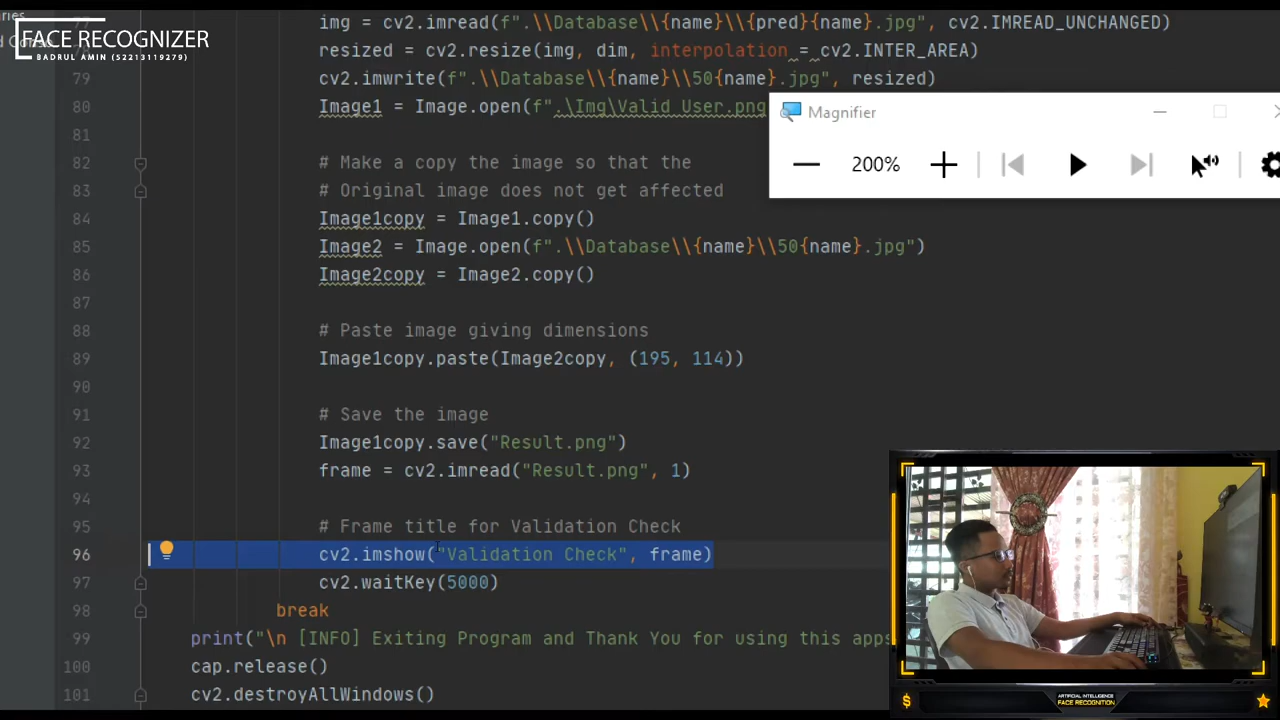 aries
d Conso
FACE RECOGNIZER
BADRUL AMIN (52213119279)
77 img = cv2.imread(f".\\Database\\{name}\\{pred}{name}.jpg", cv2.IMREAD_UNCHANGED)
resized = cv2.resize(img, dim, interpolation = cv2.INTER_AREA)
79 cv2.imwrite(f".\\Database\\{name}\\50{name}.jpg", resized)
80 Image1 = Image.open(f".\Img\Valid User.png
Magnifier
200%
81
82 # Make a copy the image so that the
83 # Original image does not get affected
84 Image1copy = Image1.copy()
85 Image2 = Image.open(f".\\Database\\{name}\\50{name}.jpg")
86 Image2copy = Image2.copy()
87
88 # Paste image giving dimensions
89 Image1copy.paste(Image2copy, (195, 114))
90
91 # Save the image
92 Image1copy.save("Result.png")
93 frame = cv2.imread("Result.png", 1)
94
95 # Frame title for Validation Check
96 cv2.imshow("Validation Check", frame)
97 cv2.waitKey(5000)
98 break
99 print("\n [INFO] Exiting Program and Thank You for using this apps
100 cap.release()
101 cv2.destroyAllWindows()
$
ARTIFICIAL INTELLIGENCE
FACE RECOGNITION